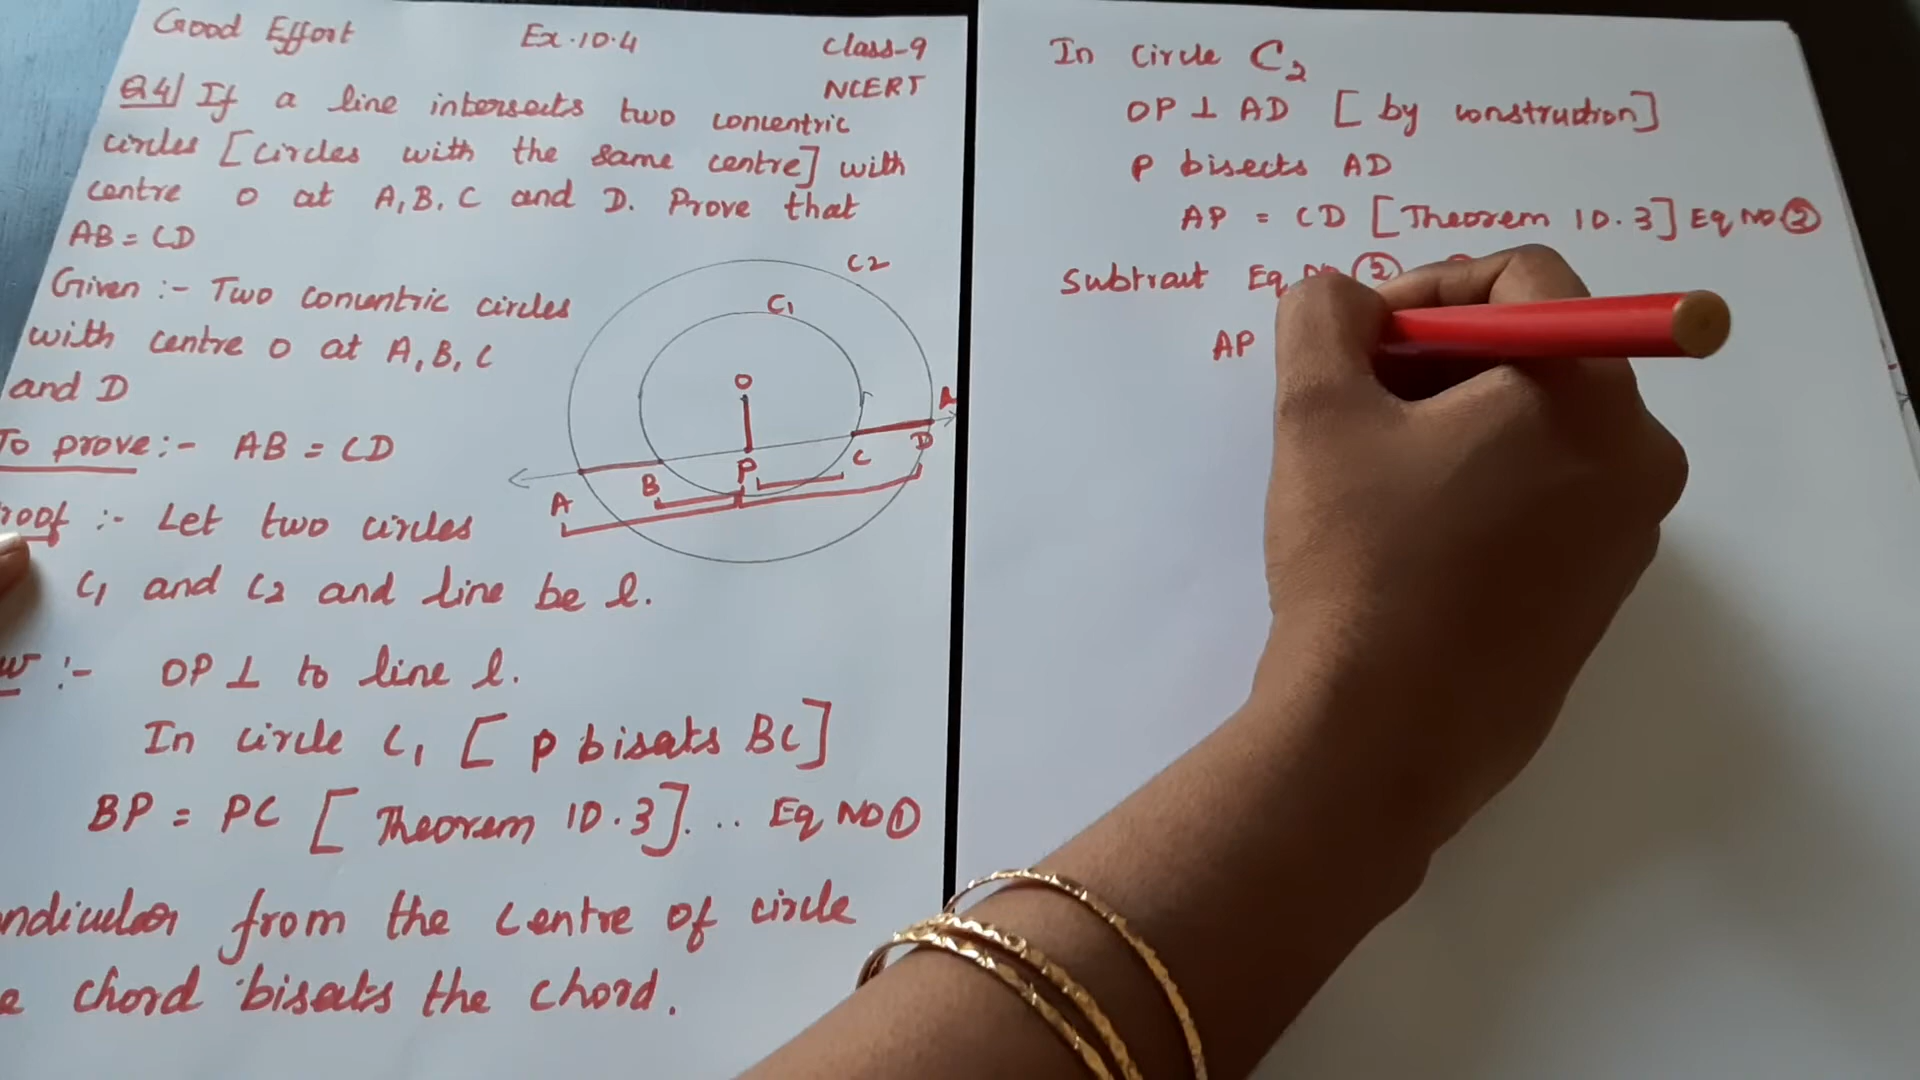 Good Effort Ex.10.4 Class-9
NCERT
Q4) If a line intersects two concentric
circles [circles with the same centre] with
centre O at A, B, C and D. Prove that
AB = CD
Given :- Two concentric circles
with centre O at A, B, C
and D
To prove :- AB = CD
:- Let two circles
C1 and C2 and line be l.
:- OP ⊥ to line l.
In circle C1 [ P bisects BC]
BP = PC [ Theorem 10.3]... Eq No ①
from the centre of circle
chord bisects the chord.
C2
C1
O
P
A
B
C
D
In Circle C2
OP ⊥ AD [ by construction]
P bisects AD
AP = CD [Theorem 10.3] Eq No ②
Subtract Eq No ②
AP